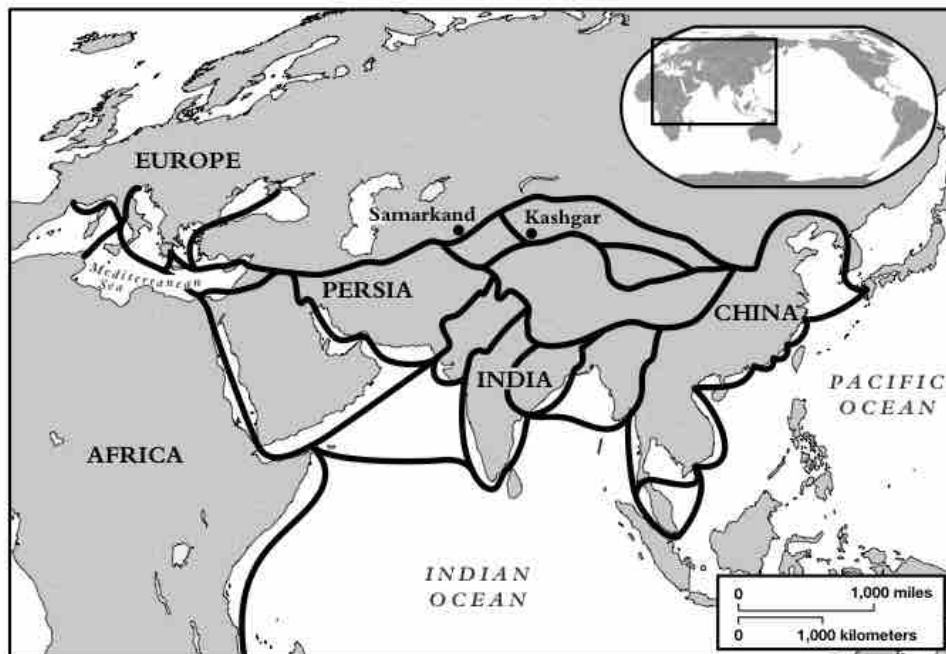 EUROPE
Samarkand
Kashgar
Mediterranean
Sea
PERSIA
CHINA
INDIA
PACIFIC
OCEAN
AFRICA
INDIAN
OCEAN
0 1,000 miles
0 1,000 kilometers